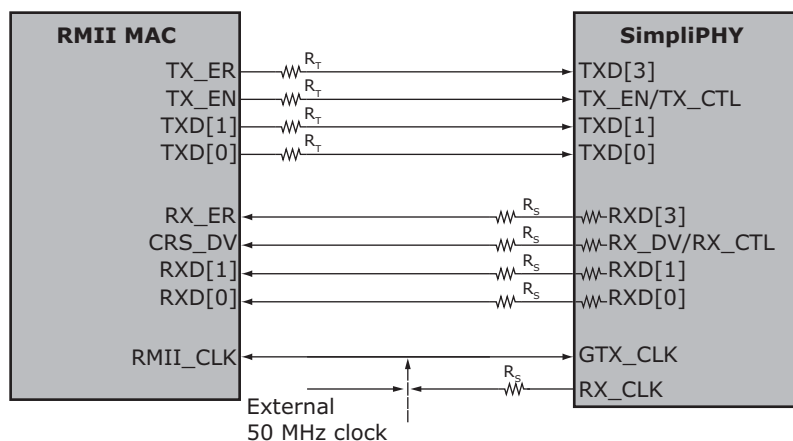 RMII MAC
SimpliPHY
TX_ER
R_T
TXD[3]
TX_EN
R_T
TX_EN/TX_CTL
TXD[1]
R_T
TXD[1]
TXD[0]
R_T
TXD[0]
RX_ER
R_S
RXD[3]
CRS_DV
R_S
RX_DV/RX_CTL
RXD[1]
R_S
RXD[1]
RXD[0]
R_S
RXD[0]
RMII_CLK
GTX_CLK
R_S
RX_CLK
External
50 MHz clock